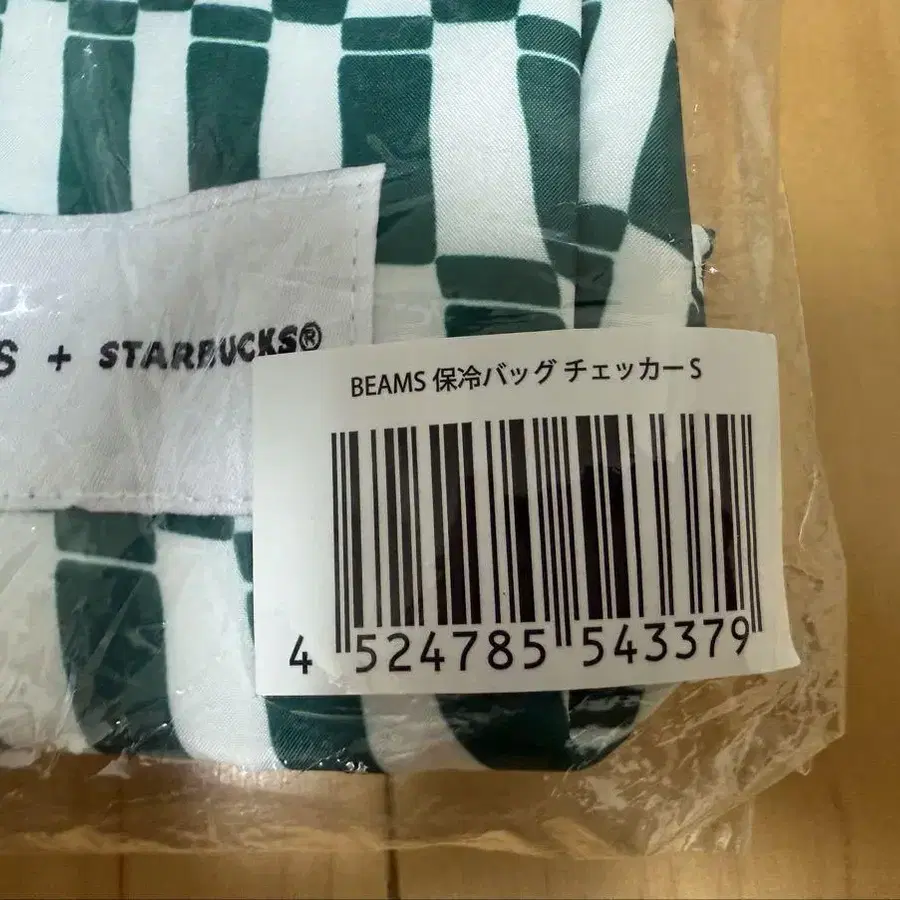 S + STARBUCKS®
BEAMS 保冷バッグ チェッカー S
4 524785 543379